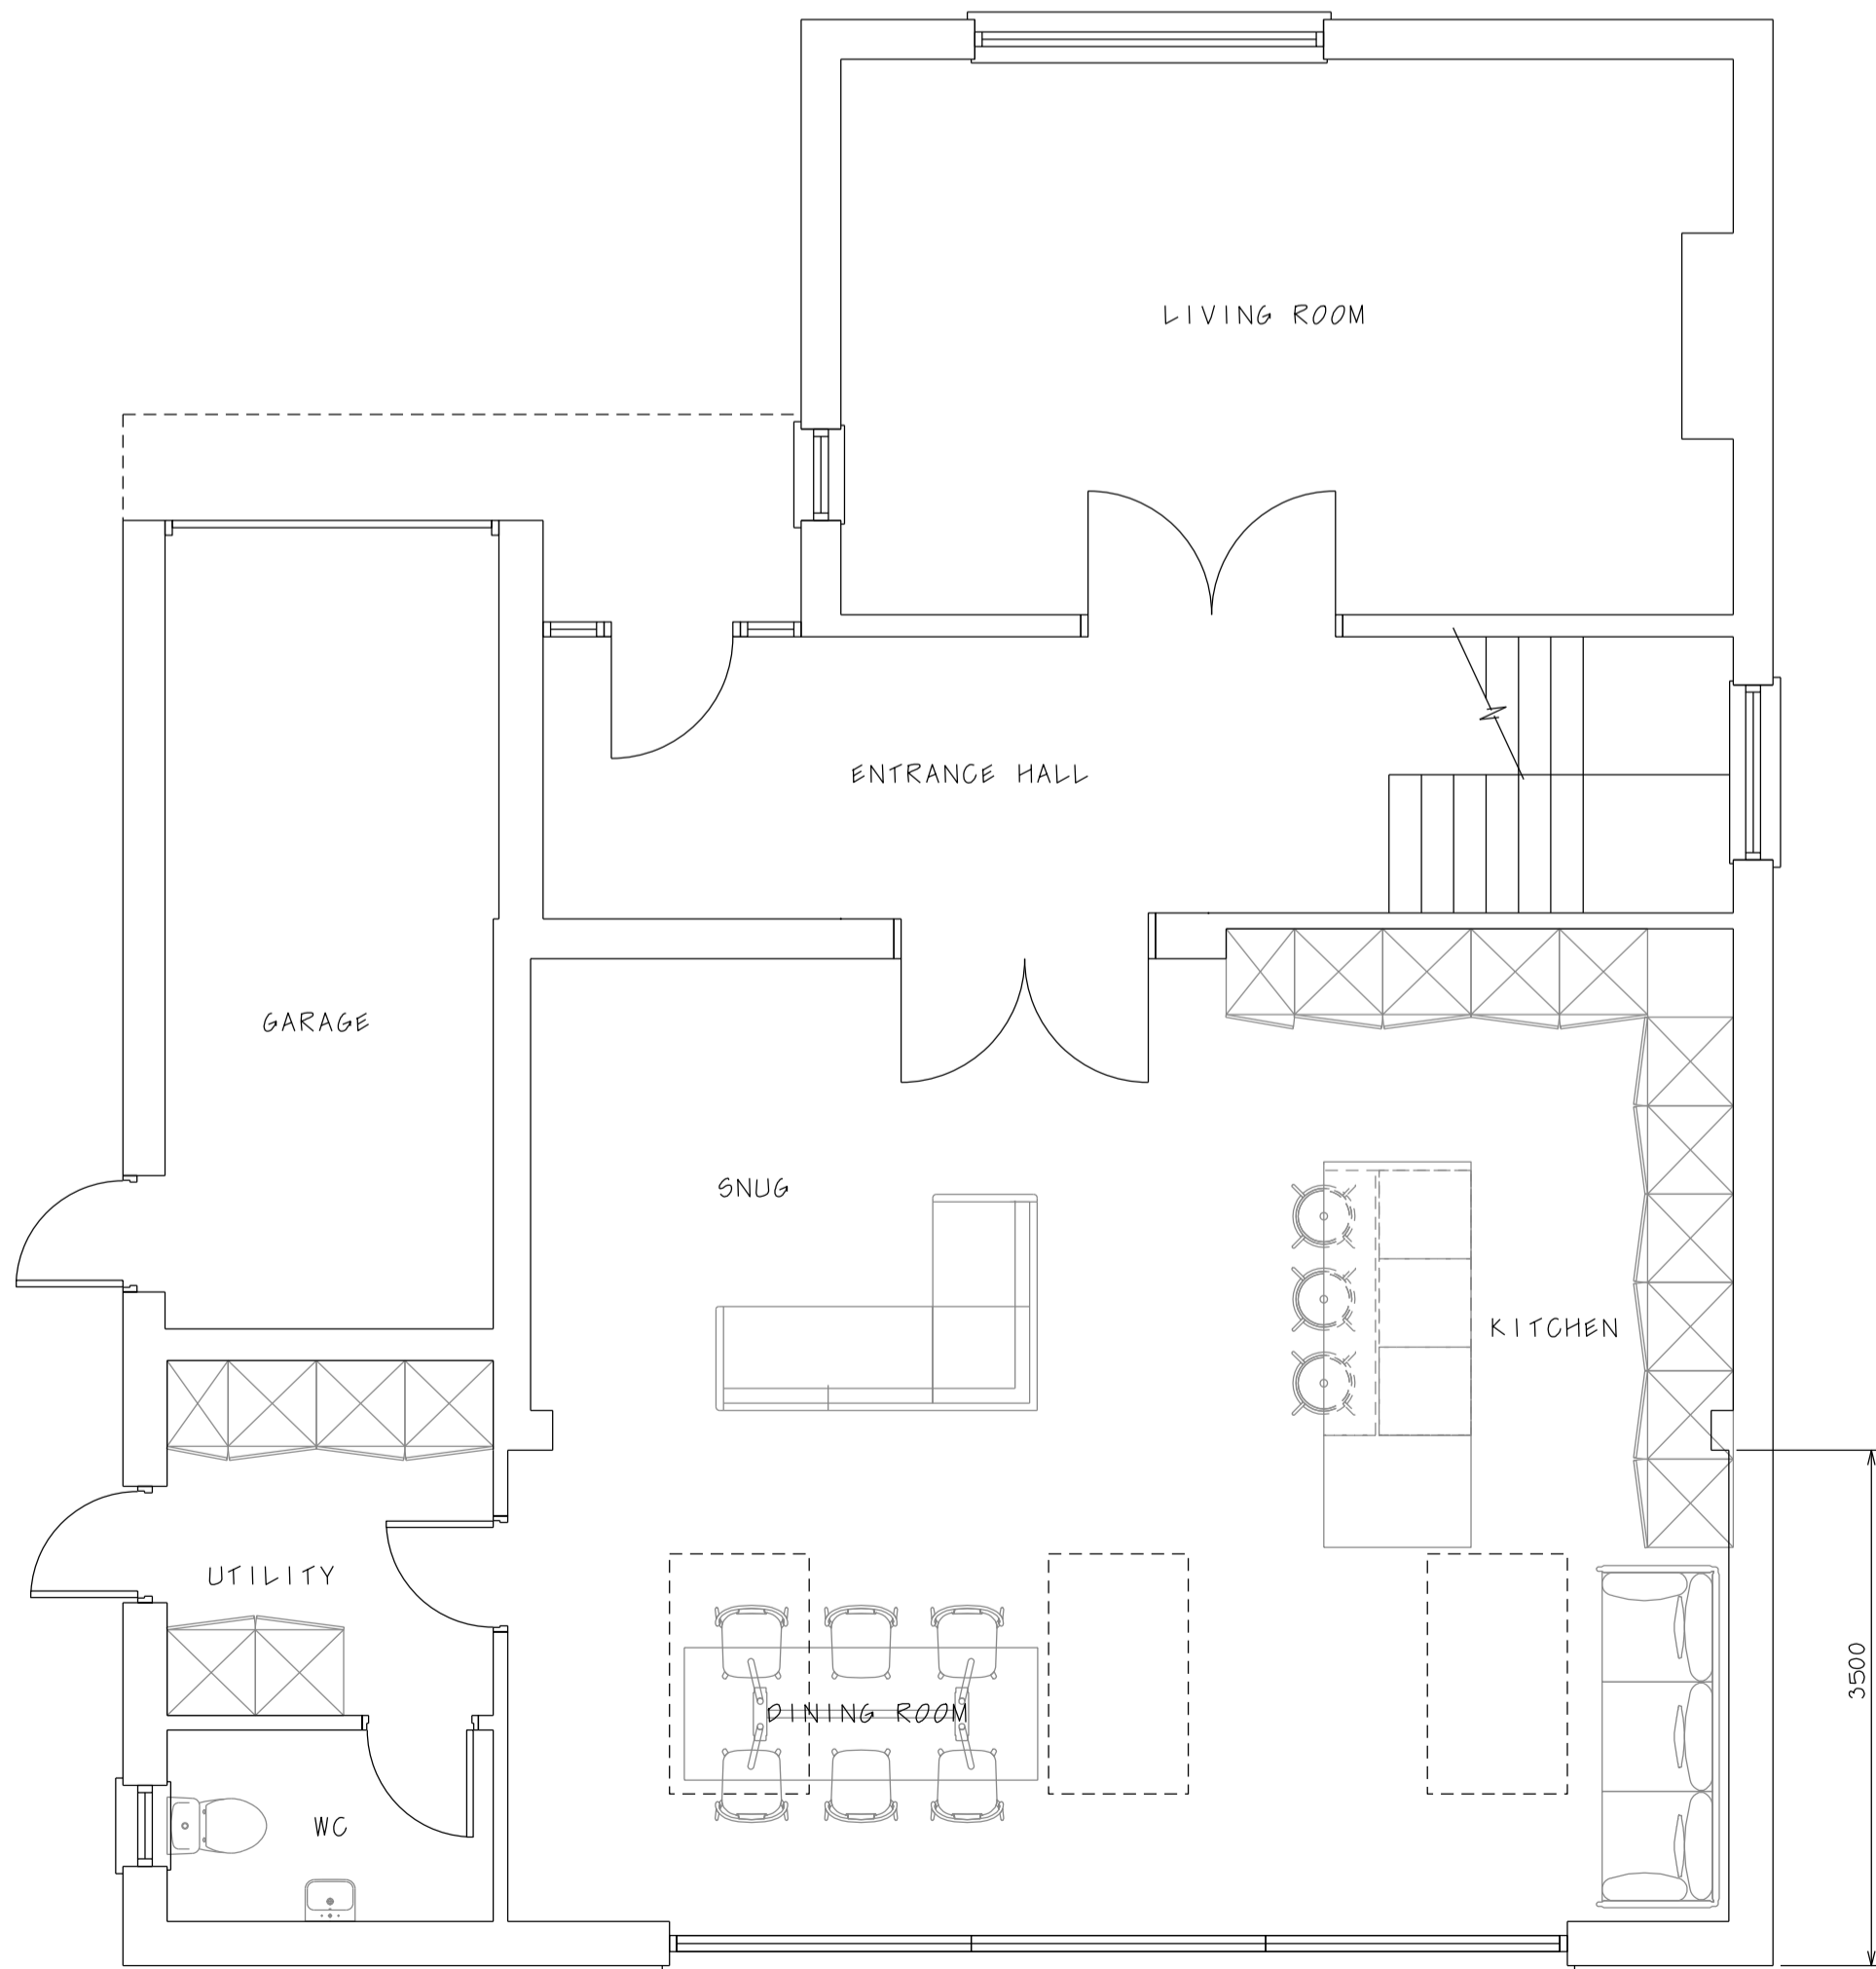 LIVING ROOM
ENTRANCE HALL
GARAGE
SNUG
KITCHEN
UTILITY
3500
DINING ROOM
WC